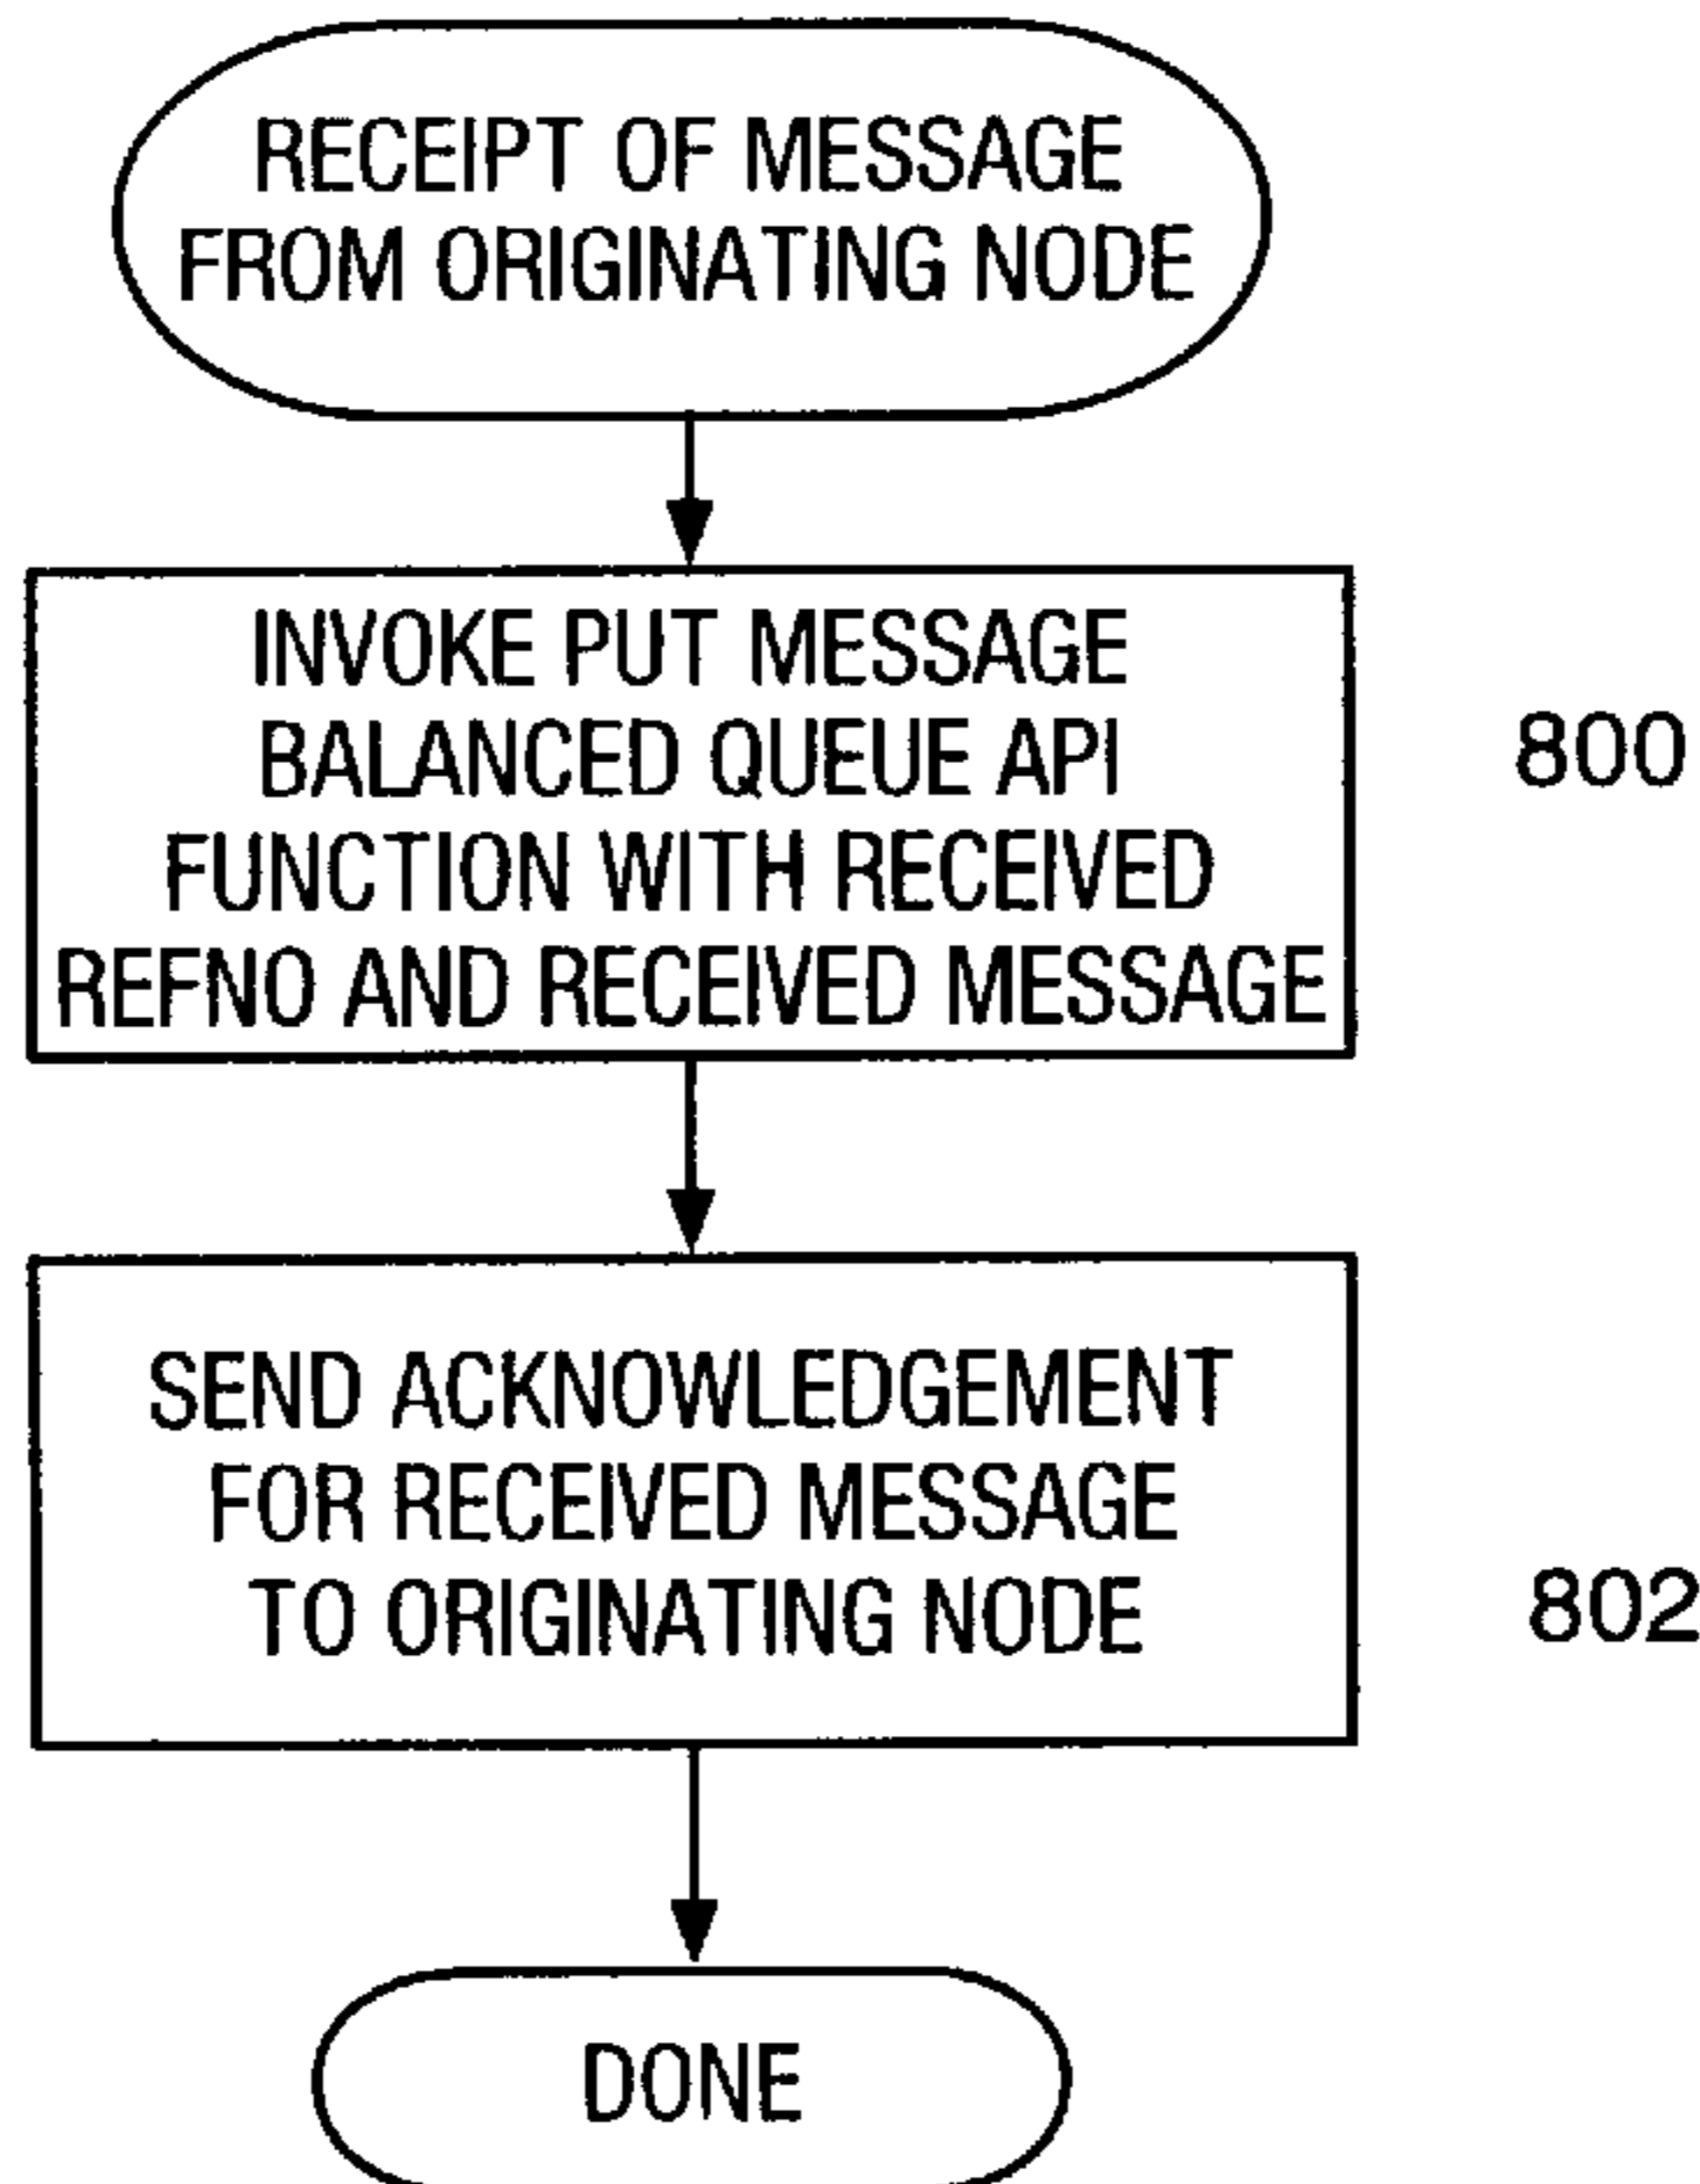 RECEIPT OF MESSAGE
FROM ORIGINATING NODE
INVOKE PUT MESSAGE
BALANCED QUEUE API
FUNCTION WITH RECEIVED
REFNO AND RECEIVED MESSAGE
800
SEND ACKNOWLEDGEMENT
FOR RECEIVED MESSAGE
TO ORIGINATING NODE
802
DONE